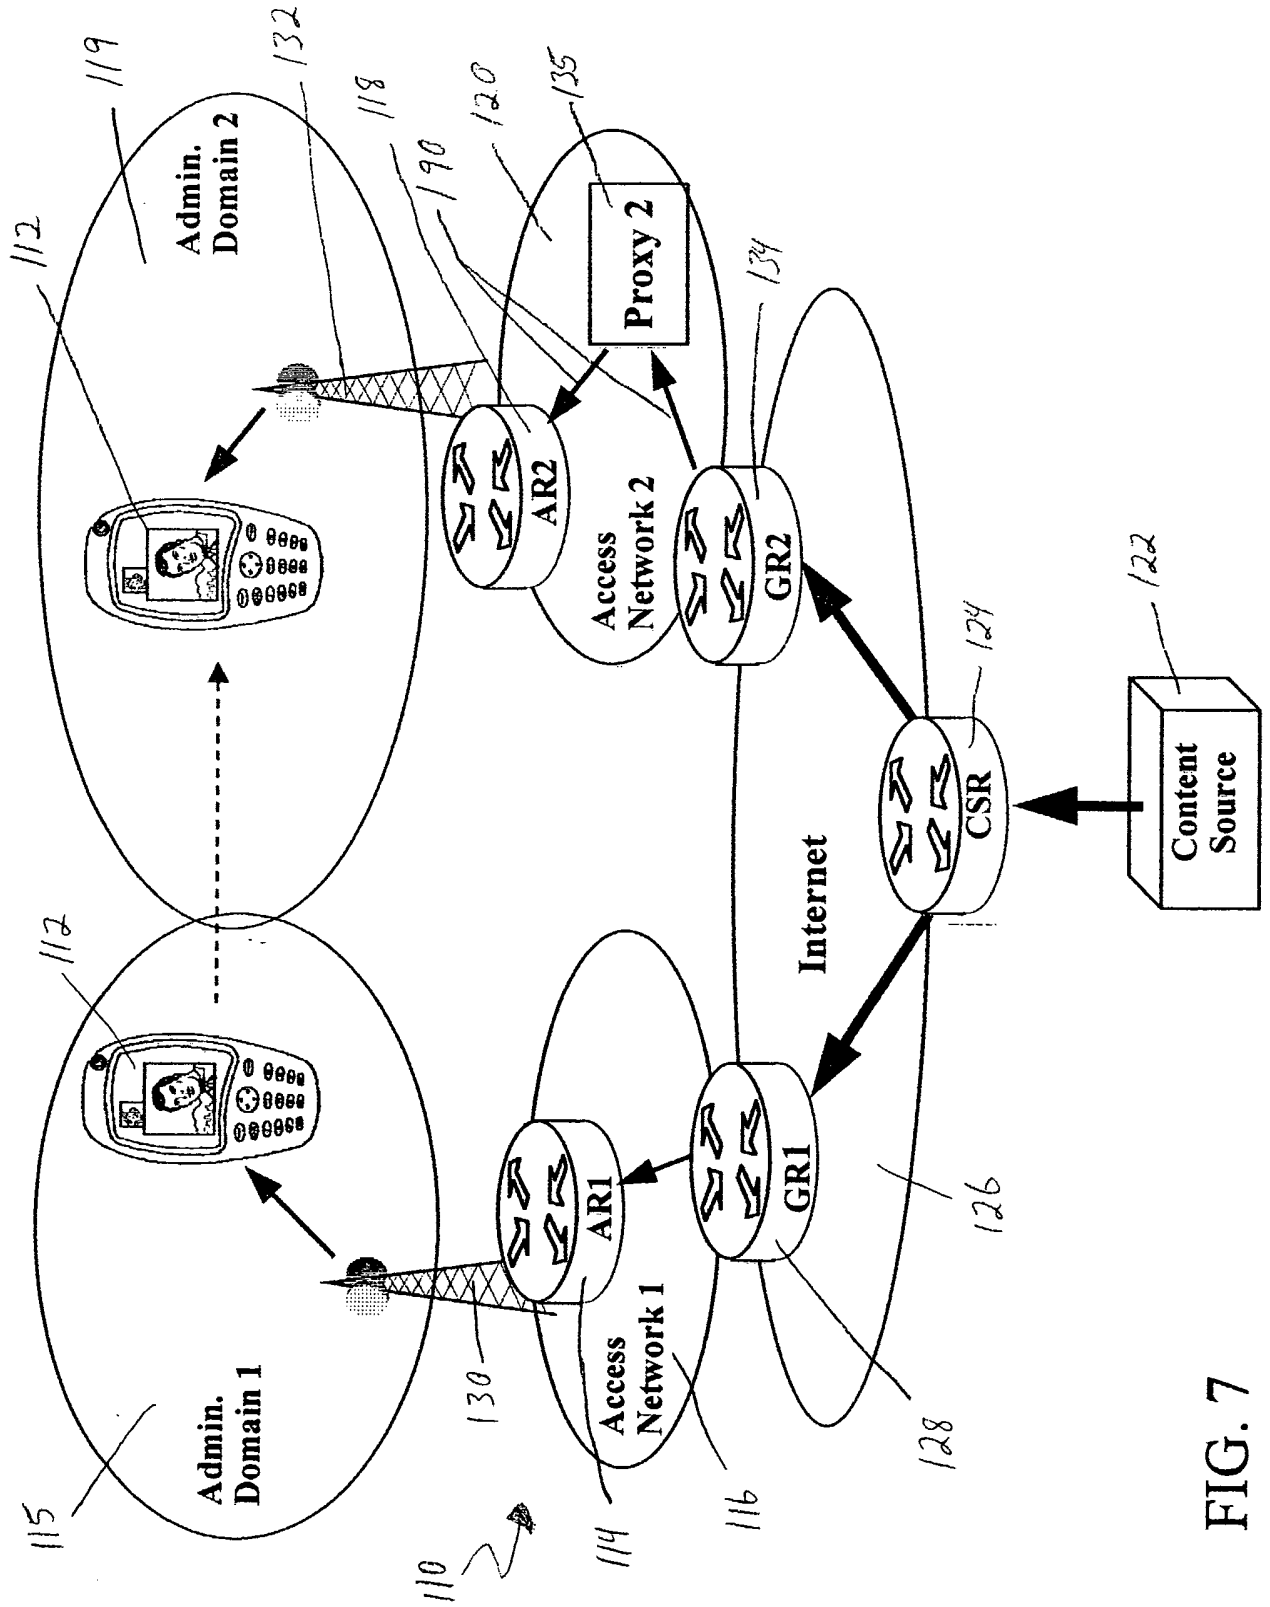 115
112
112
119
Admin.
Domain 1
Admin.
Domain 2
132
110
130
114
116
Access
Network 1
AR1
118
190
120
135
AR2
Access
Network 2
Proxy 2
GR1
GR2
134
128
126
Internet
CSR
124
Content
Source
122
FIG. 7